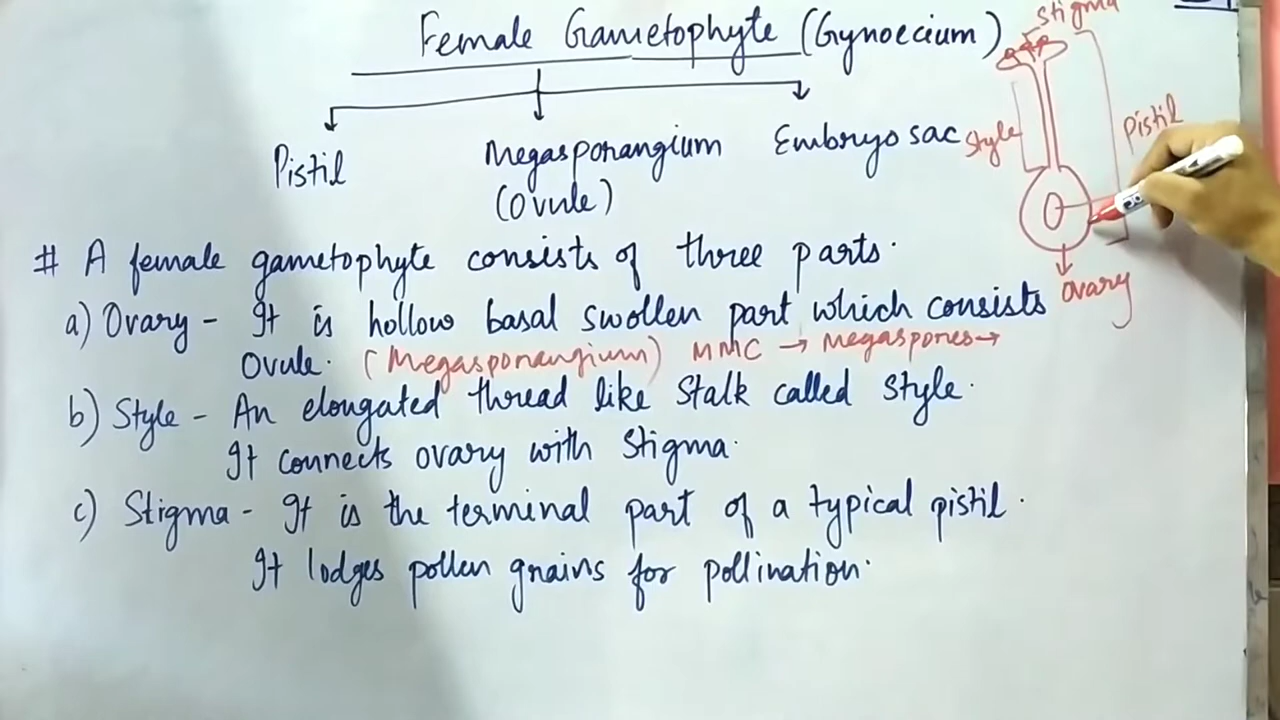 Female Gametophyte (Gynoecium)
Stigma
Pistil
Megasporangium
(Ovule)
Embryo sac
Style
Pistil
# A female gametophyte consists of three parts.
a) Ovary - It is hollow basal swollen part which consists
Ovary
Ovule. (Megasporangium) MMC → Megaspores →
b) Style - An elongated thread like Stalk called Style.
It connects ovary with Stigma.
c) Stigma - It is the terminal part of a typical pistil.
It lodges pollen grains for pollination.